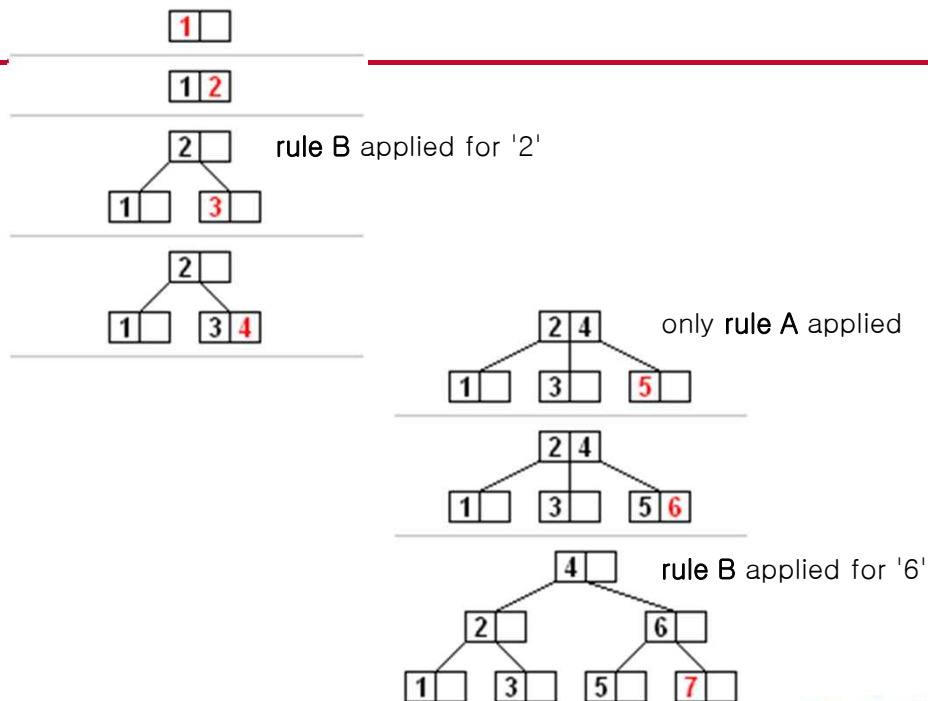 1
1 2
2
rule B applied for '2'
1 3
2
1 3 4
2 4
only rule A applied
1 3 5
2 4
1 3 5 6
4
rule B applied for '6'
2 6
1 3 5 7